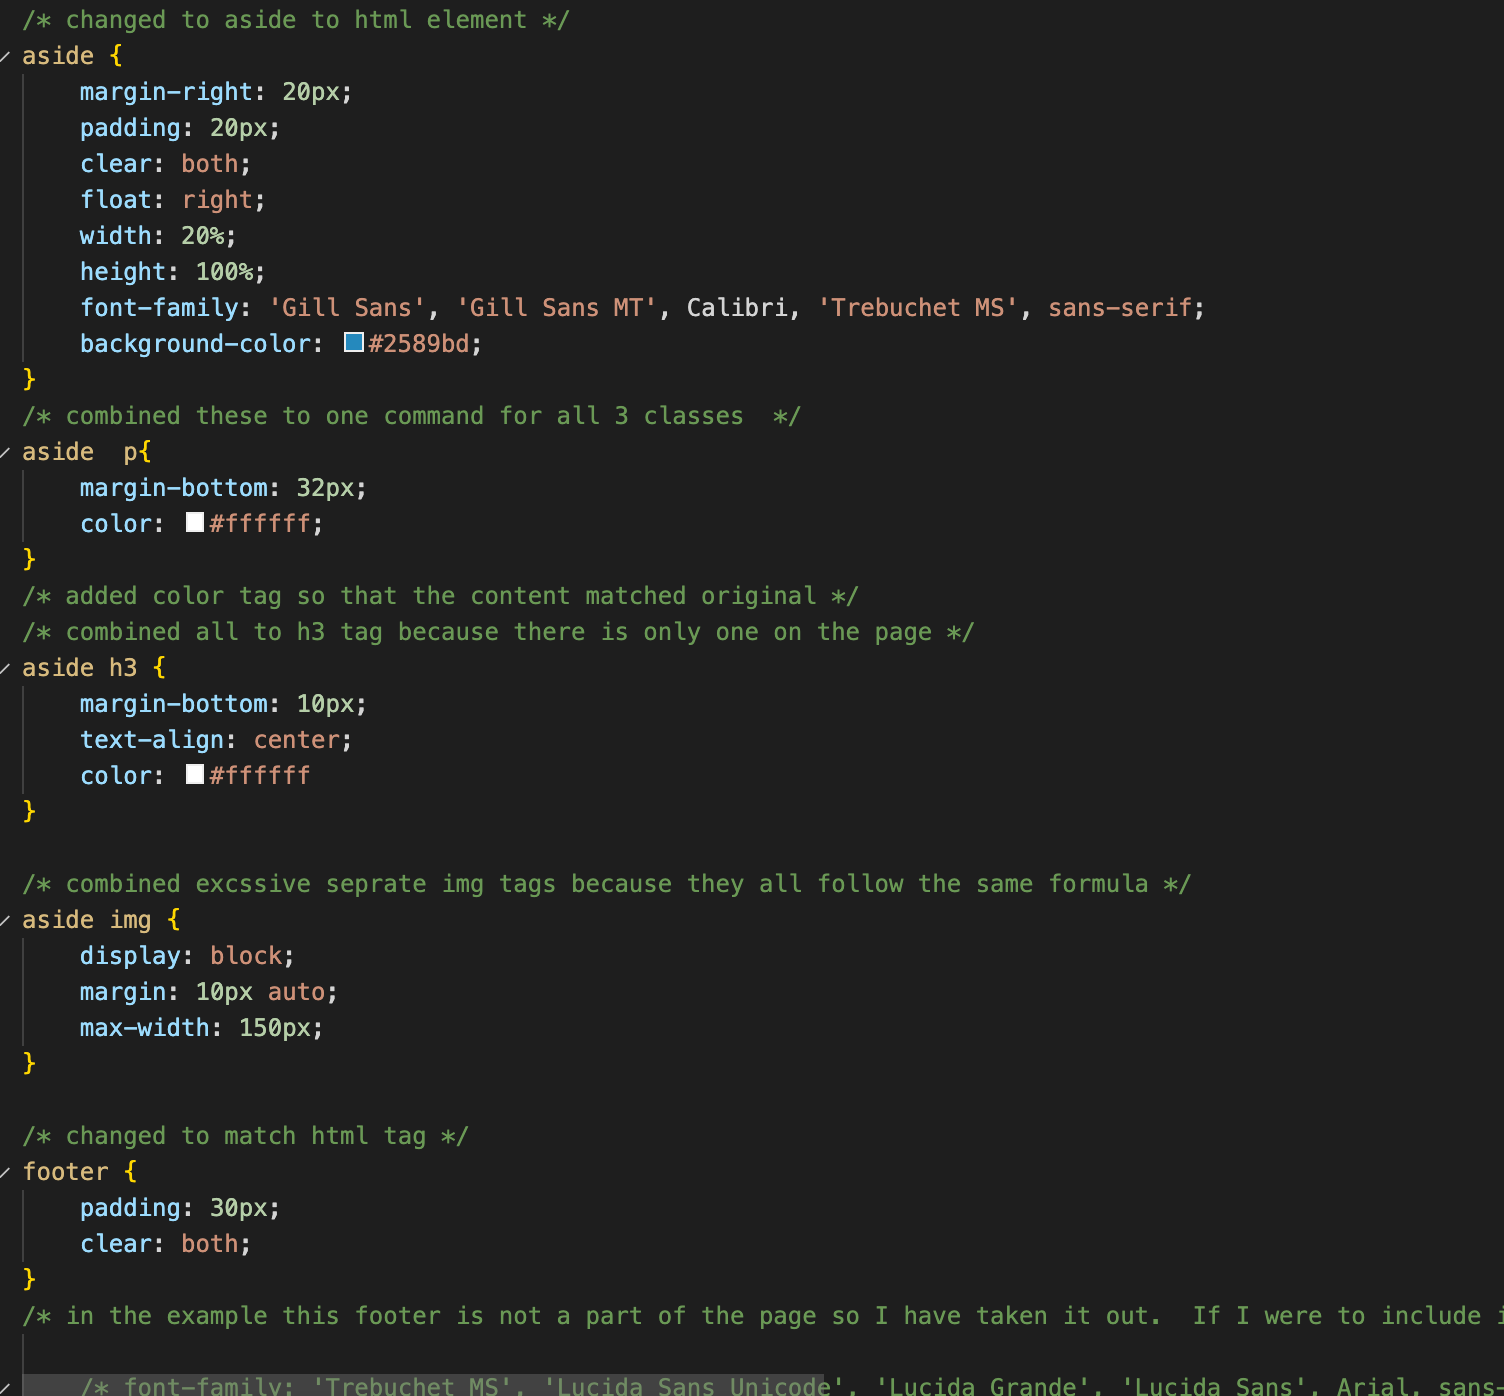 /* changed to aside to html element */
aside {
    margin-right: 20px;
    padding: 20px;
    clear: both;
    float: right;
    width: 20%;
    height: 100%;
    font-family: 'Gill Sans', 'Gill Sans MT', Calibri, 'Trebuchet MS', sans-serif;
    background-color: #2589bd;
}
/* combined these to one command for all 3 classes  */
aside  p{
    margin-bottom: 32px;
    color: #ffffff;
}
/* added color tag so that the content matched original */
/* combined all to h3 tag because there is only one on the page */
aside h3 {
    margin-bottom: 10px;
    text-align: center;
    color: #ffffff
}
/* combined excssive seprate img tags because they all follow the same formula */
aside img {
    display: block;
    margin: 10px auto;
    max-width: 150px;
}
/* changed to match html tag */
footer {
    padding: 30px;
    clear: both;
}
/* in the example this footer is not a part of the page so I have taken it out.  If I were to include
    /* font-family: 'Trebuchet MS', 'Lucida Sans Unicode', 'Lucida Grande', 'Lucida Sans', Arial, sans-